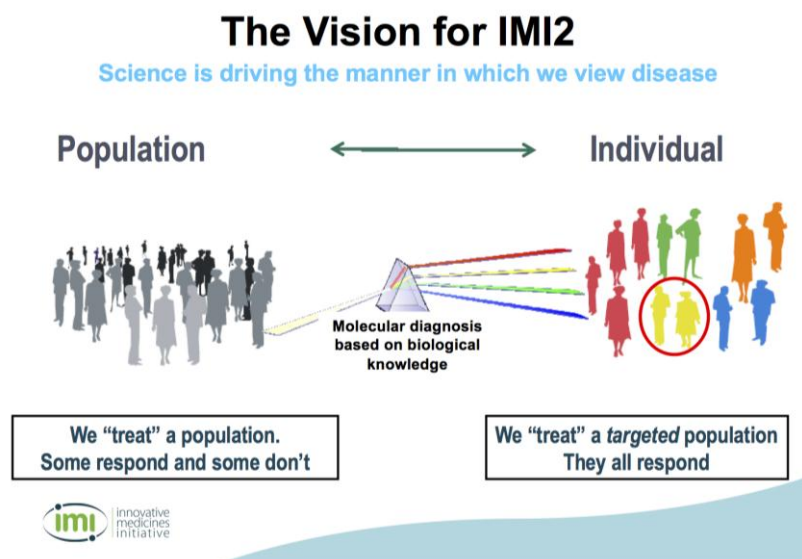 The Vision for IMI2
Science is driving the manner in which we view disease
Population
Individual
Molecular diagnosis
based on biological
knowledge
We “treat” a population.
Some respond and some don’t
We “treat” a targeted population
They all respond
imi
innovative
medicines
initiative